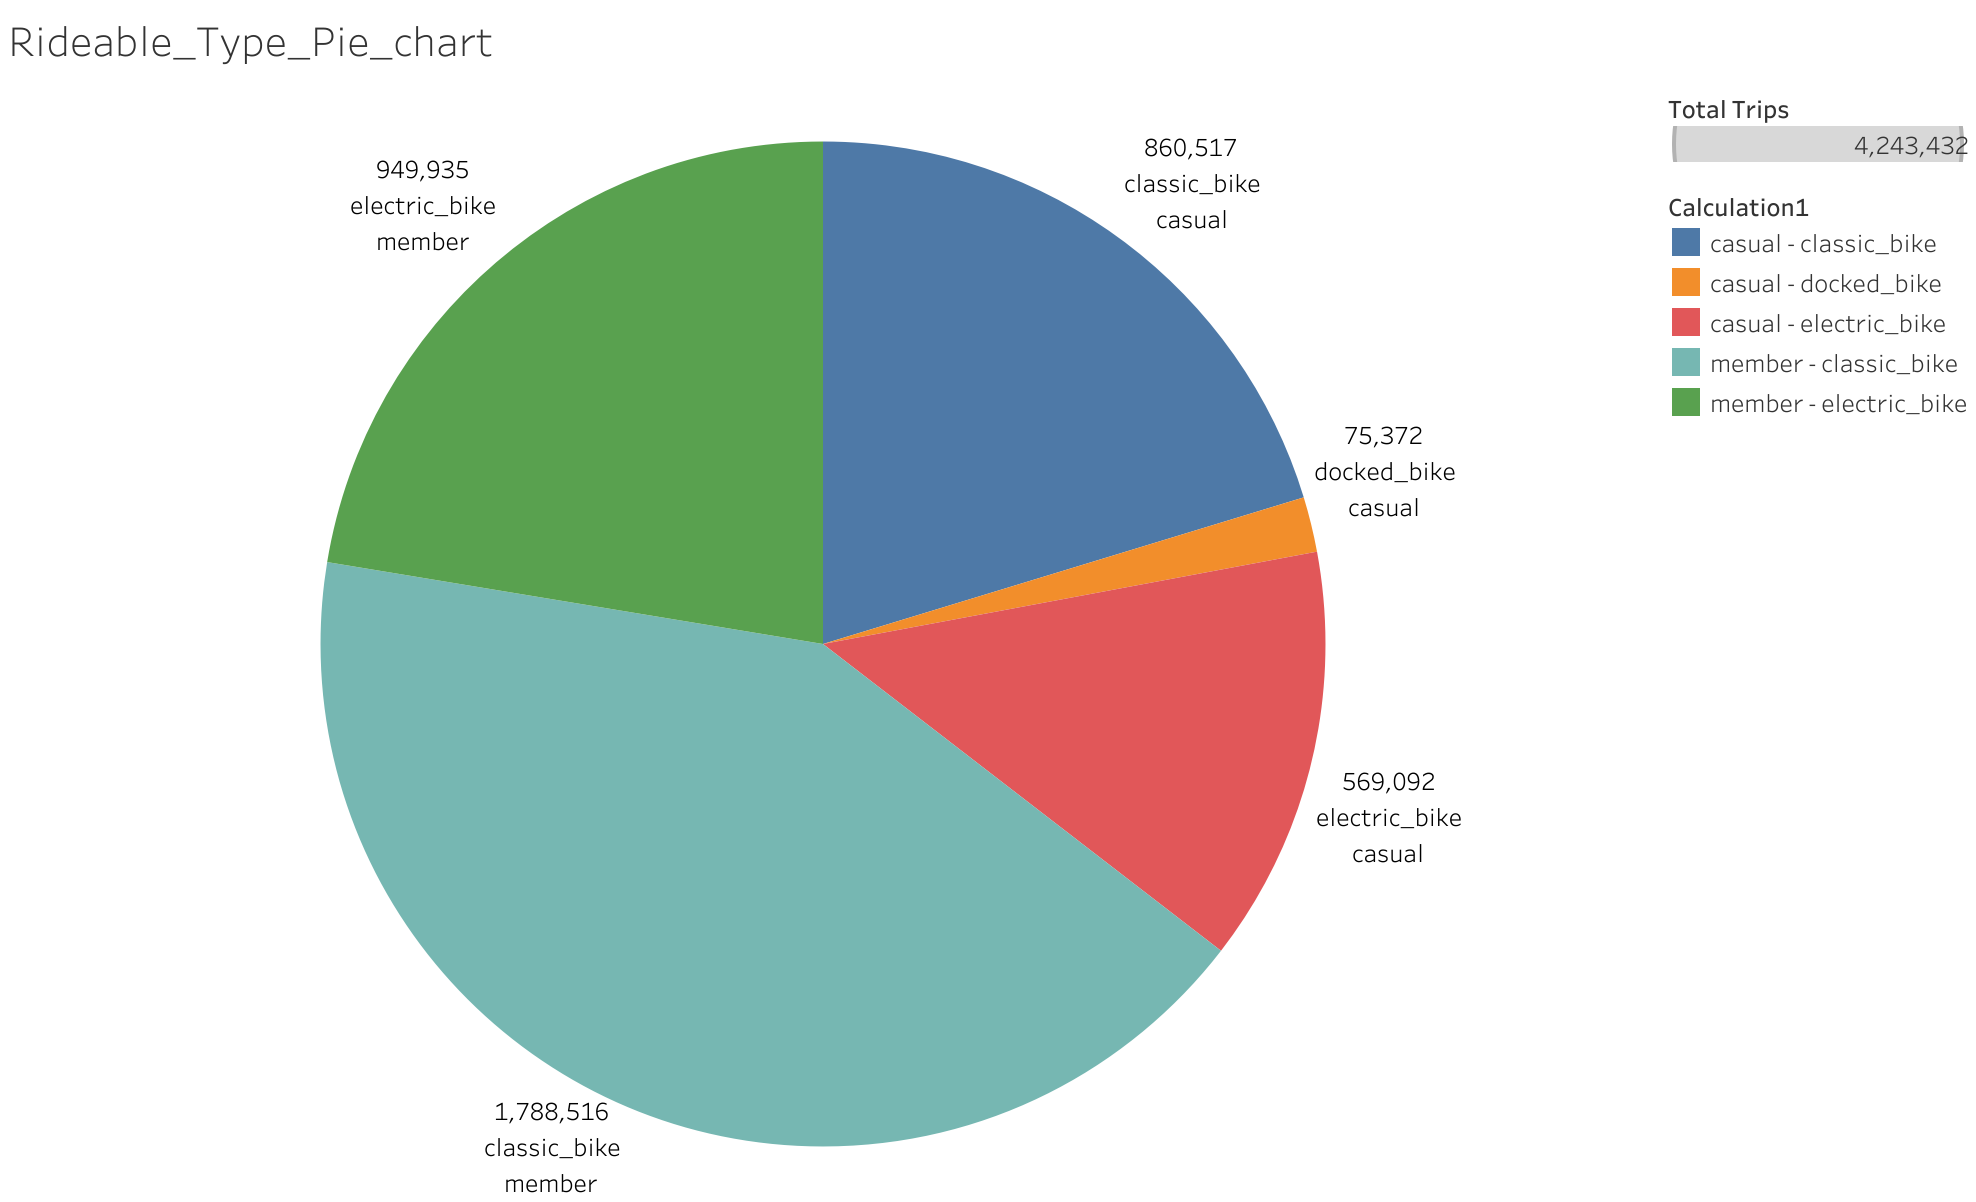 Rideable_Type_Pie_chart
949,935
electric_bike
member
860,517
classic_bike
casual
75,372
docked_bike
casual
569,092
electric_bike
casual
1,788,516
classic_bike
member
Total Trips
4,243,432
Calculation1
casual - classic_bike
casual - docked_bike
casual - electric_bike
member - classic_bike
member - electric_bike